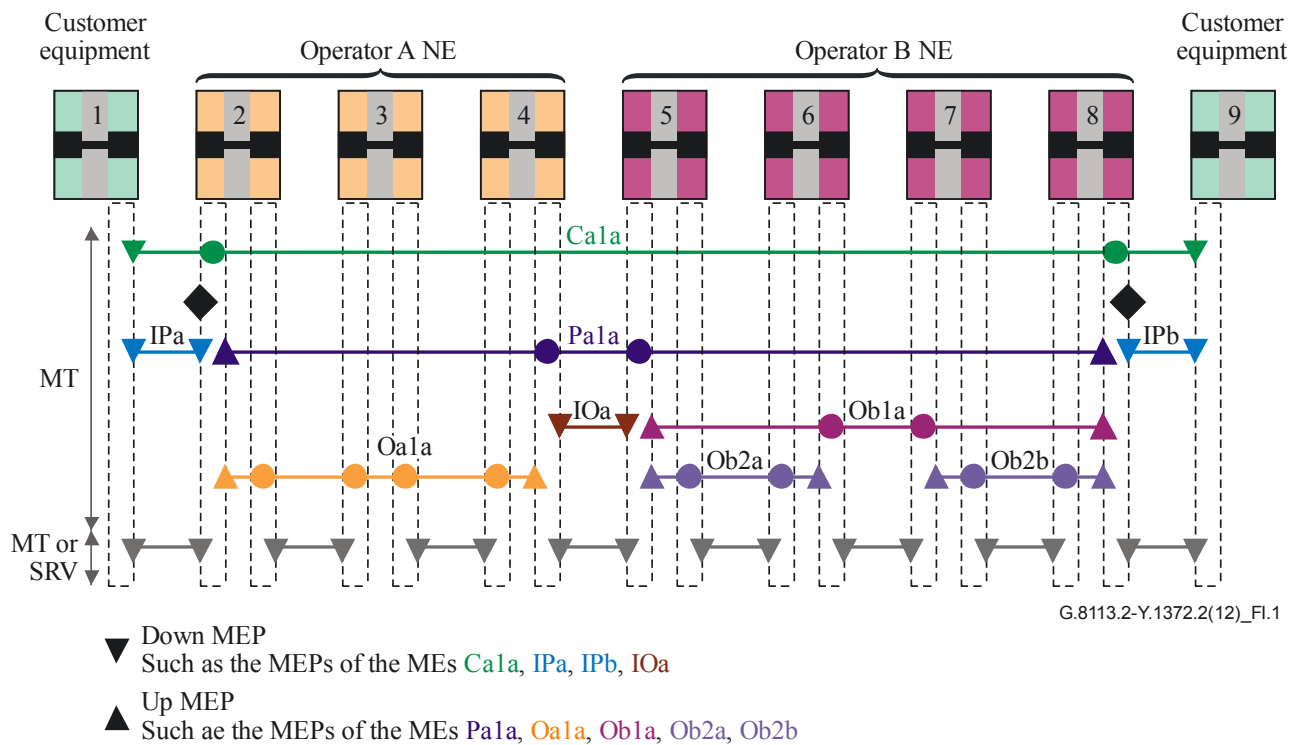 Customer equipment
Operator A NE
Operator B NE
Customer equipment
1
2
3
4
5
6
7
8
9
Ca1a
IPa
Pa1a
IPb
MT
IOa
Ob1a
Oa1a
Ob2a
Ob2b
MT or
SRV
G.8113.2-Y.1372.2(12)_FI.1
Down MEP
Such as the MEPs of the MEs Ca1a, IPa, IPb, IOa
Up MEP
Such ae the MEPs of the MEs Pa1a, Oa1a, Ob1a, Ob2a, Ob2b